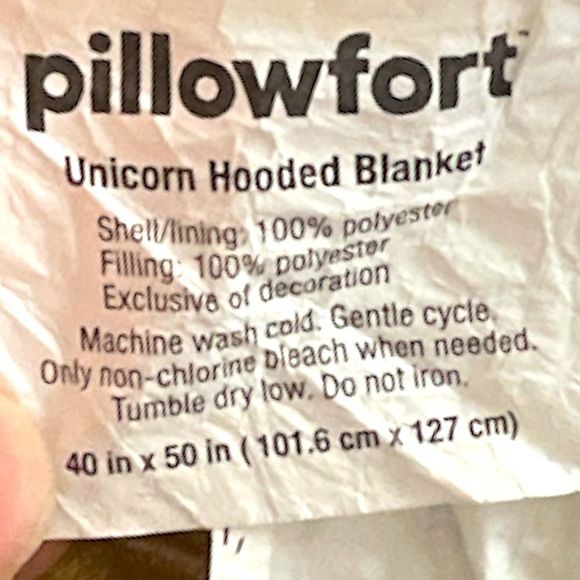 pillowfort™
Unicorn Hooded Blanket
Shell/lining: 100% polyester
Filling: 100% polyester
Exclusive of decoration
Machine wash cold. Gentle cycle.
Only non-chlorine bleach when needed.
Tumble dry low. Do not iron.
40 in x 50 in ( 101.6 cm x 127 cm)